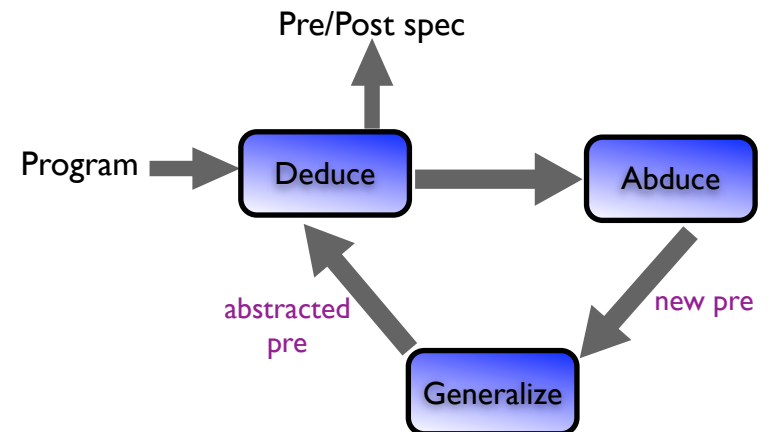 Pre/Post spec
Program
Deduce
Abduce
abstracted
pre
new pre
Generalize